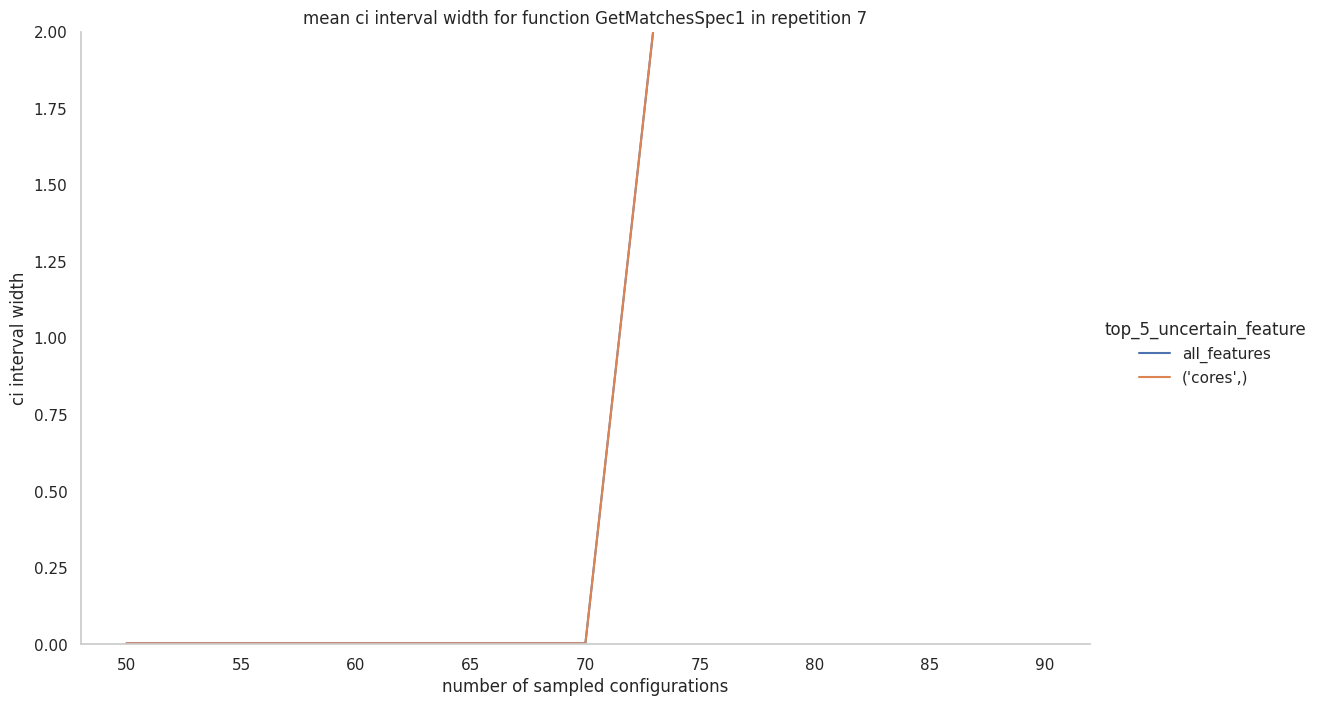 mean ci interval width for function GetMatchesSpec1 in repetition 7
2.00
1.75
1.50
1.25
1.00
0.75
0.50
0.25
0.00
ci interval width
50 55 60 65 70 75 80 85 90
number of sampled configurations
top_5_uncertain_feature
all_features
('cores',)